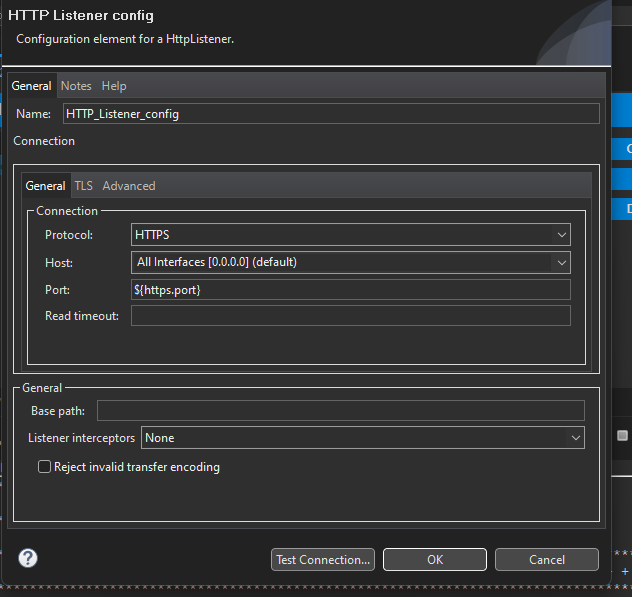 HTTP Listener config
Configuration element for a HttpListener.
General Notes Help
Name: HTTP_Listener_config
Connection
General TLS Advanced
Connection
Protocol: HTTPS
Host: All Interfaces [0.0.0.0] (default)
Port: ${https.port}
Read timeout:
General
Base path:
Listener interceptors None
Reject invalid transfer encoding
? Test Connection... OK Cancel